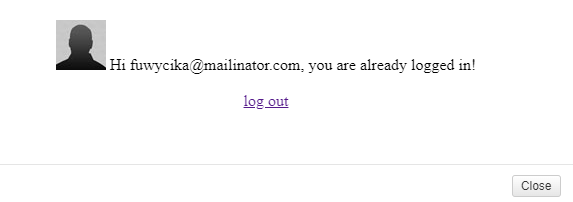 Hi fuwycika@mailinator.com, you are already logged in!
log out
Close